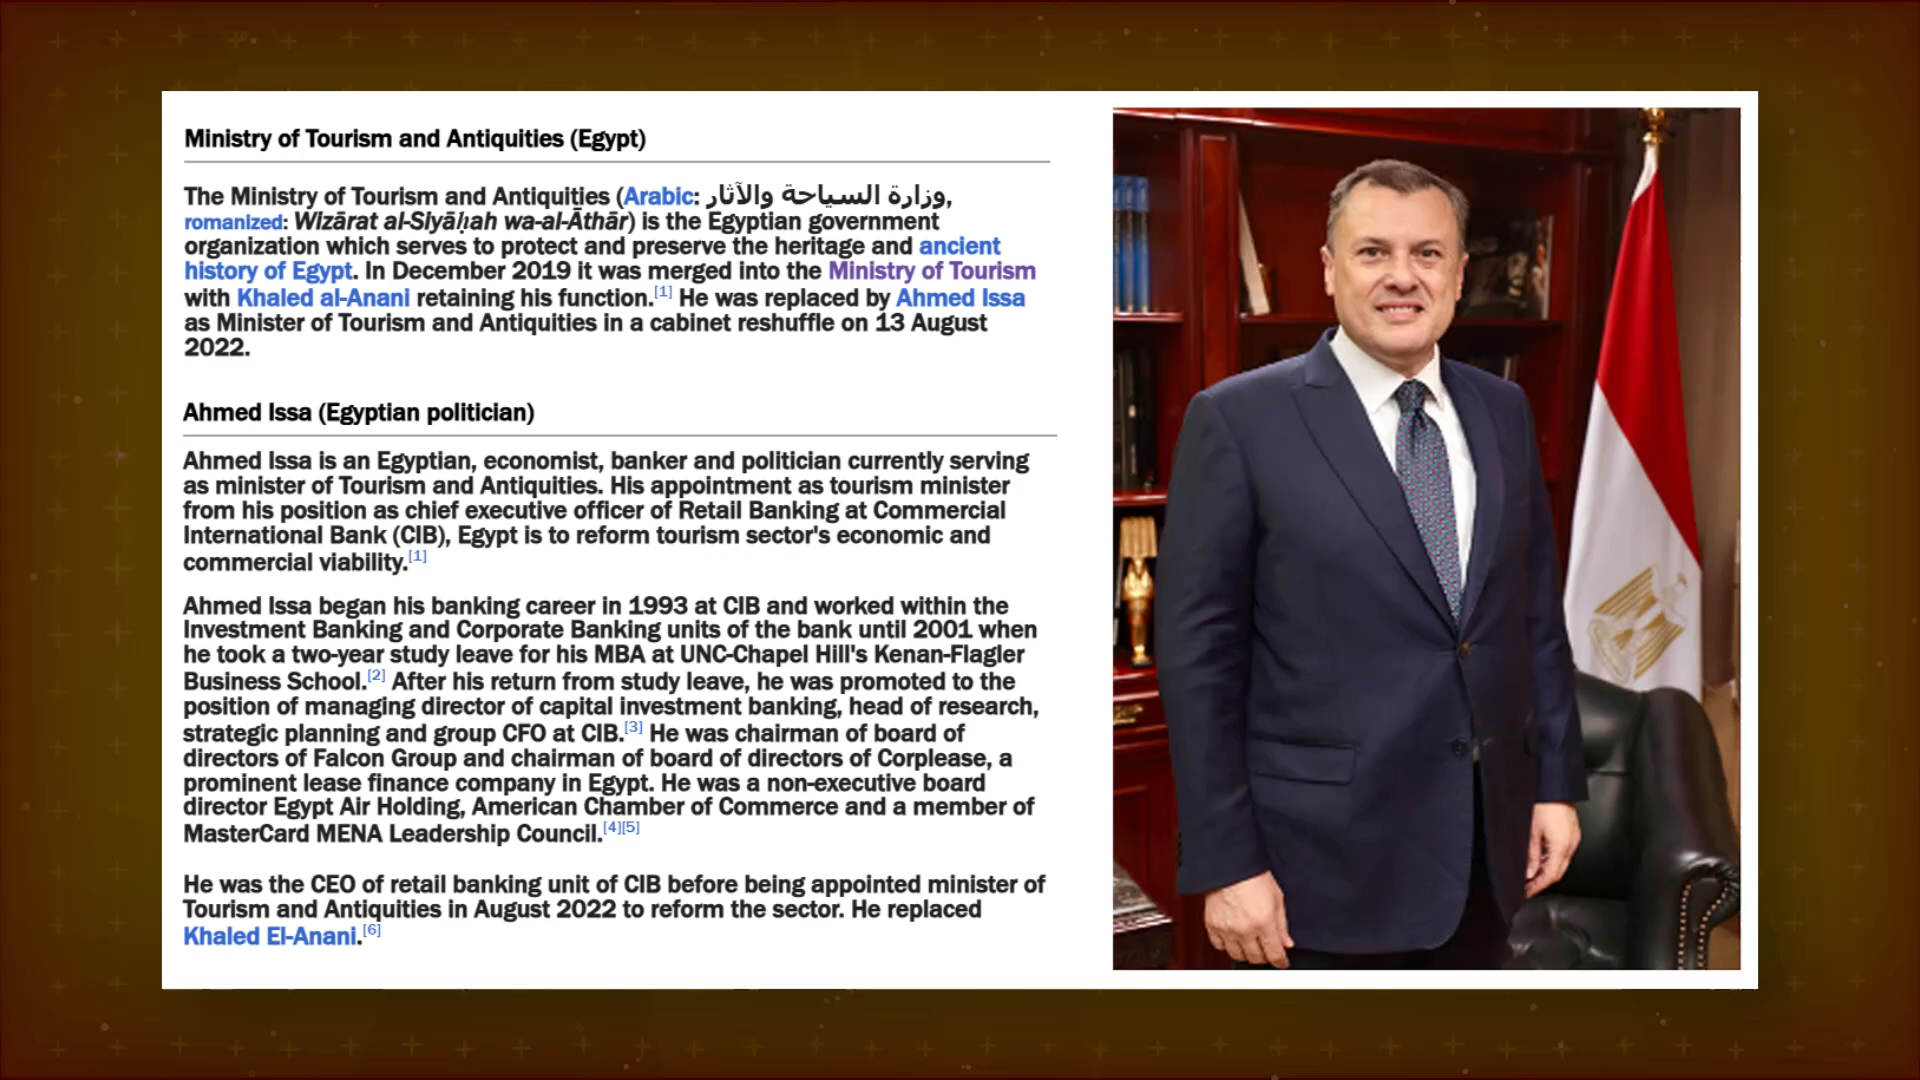 Ministry of Tourism and Antiquities (Egypt)
The Ministry of Tourism and Antiquities (Arabic: وزارة السياحة والآثار,
romanized: Wizārat al-Siyāḥah wa-al-Āthār) is the Egyptian government
organization which serves to protect and preserve the heritage and ancient
history of Egypt. In December 2019 it was merged into the Ministry of Tourism
with Khaled al-Anani retaining his function.[1] He was replaced by Ahmed Issa
as Minister of Tourism and Antiquities in a cabinet reshuffle on 13 August
2022.
Ahmed Issa (Egyptian politician)
Ahmed Issa is an Egyptian, economist, banker and politician currently serving
as minister of Tourism and Antiquities. His appointment as tourism minister
from his position as chief executive officer of Retail Banking at Commercial
International Bank (CIB), Egypt is to reform tourism sector's economic and
commercial viability.[1]
Ahmed Issa began his banking career in 1993 at CIB and worked within the
Investment Banking and Corporate Banking units of the bank until 2001 when
he took a two-year study leave for his MBA at UNC-Chapel Hill's Kenan-Flagler
Business School.[2] After his return from study leave, he was promoted to the
position of managing director of capital investment banking, head of research,
strategic planning and group CFO at CIB.[3] He was chairman of board of
directors of Falcon Group and chairman of board of directors of Corplease, a
prominent lease finance company in Egypt. He was a non-executive board
director Egypt Air Holding, American Chamber of Commerce and a member of
MasterCard MENA Leadership Council.[4][5]
He was the CEO of retail banking unit of CIB before being appointed minister of
Tourism and Antiquities in August 2022 to reform the sector. He replaced
Khaled El-Anani.[6]